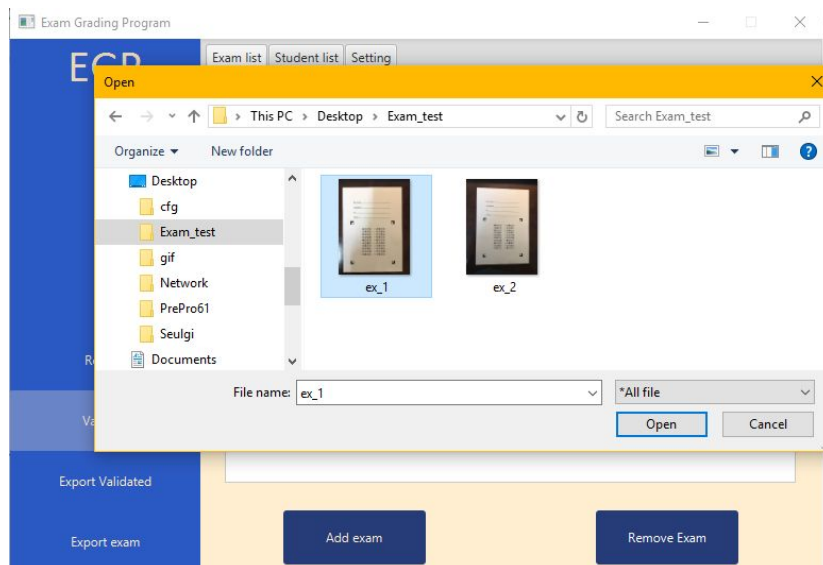 Exam Grading Program
Exam list Student list Setting
Open
This PC > Desktop > Exam_test
Search Exam_test
Organize
New folder
Desktop
cfg
Exam_test
gif
Network
PrePro61
Seulgi
Documents
ex_1
ex_2
File name: ex_1
*All file
Open
Cancel
Export Validated
Export exam
Add exam
Remove Exam